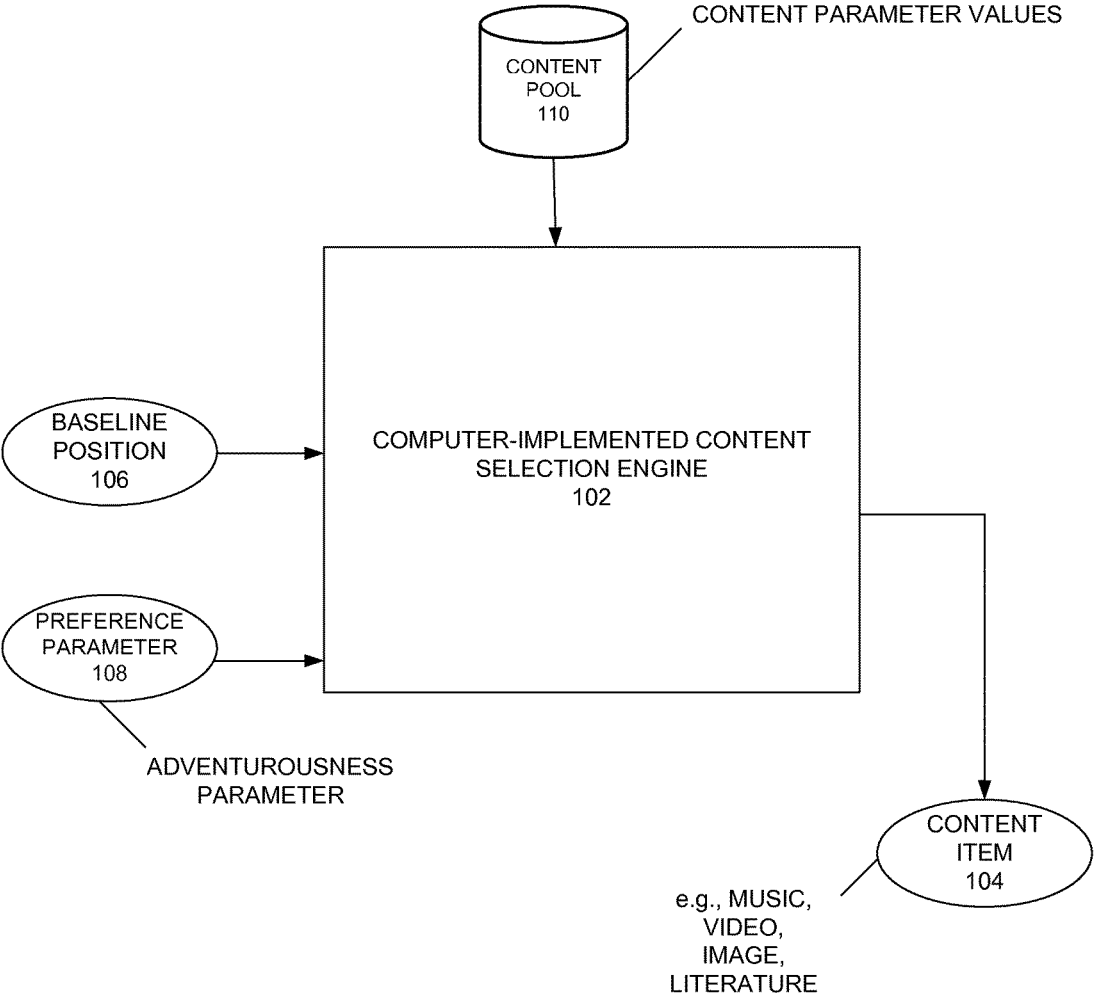 CONTENT PARAMETER VALUES
CONTENT
POOL
110
BASELINE
POSITION
106
COMPUTER-IMPLEMENTED CONTENT
SELECTION ENGINE
102
PREFERENCE
PARAMETER
108
ADVENTUROUSNESS
PARAMETER
CONTENT
ITEM
104
e.g., MUSIC,
VIDEO,
IMAGE,
LITERATURE